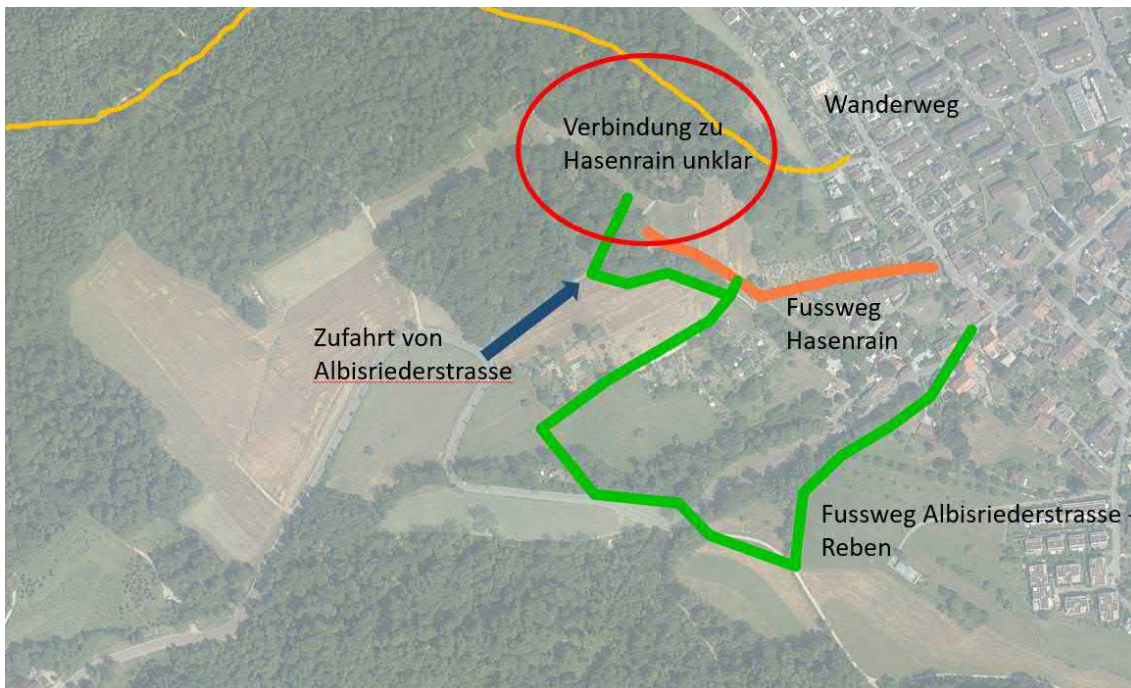 Wanderweg
Verbindung zu
Hasenrain unklar
Fussweg
Hasenrain
Zufahrt von
Albisriederstrasse
Fussweg Albisriederstrasse -
Reben